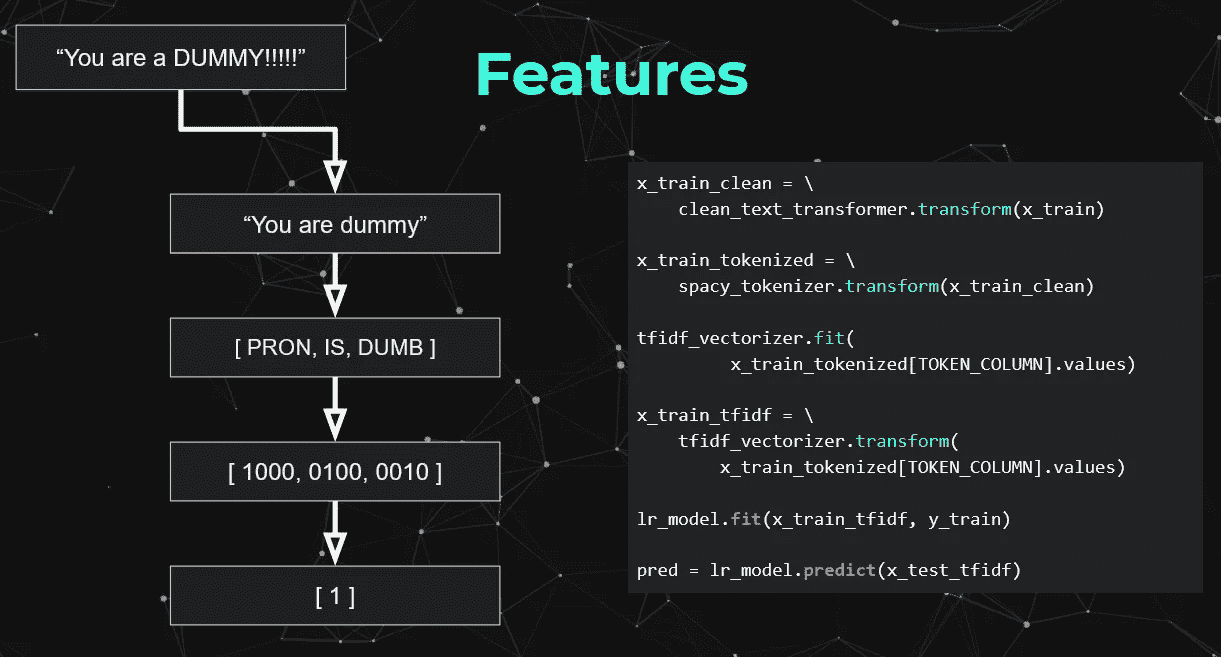 “You are a DUMMY!!!!!”
Features
“You are dummy”
[ PRON, IS, DUMB ]
[ 1000, 0100, 0010 ]
[ 1 ]
x_train_clean = \
    clean_text_transformer.transform(x_train)
x_train_tokenized = \
    spacy_tokenizer.transform(x_train_clean)
tfidf_vectorizer.fit(
         x_train_tokenized[TOKEN_COLUMN].values)
x_train_tfidf = \
    tfidf_vectorizer.transform(
        x_train_tokenized[TOKEN_COLUMN].values)
lr_model.fit(x_train_tfidf, y_train)
pred = lr_model.predict(x_test_tfidf)